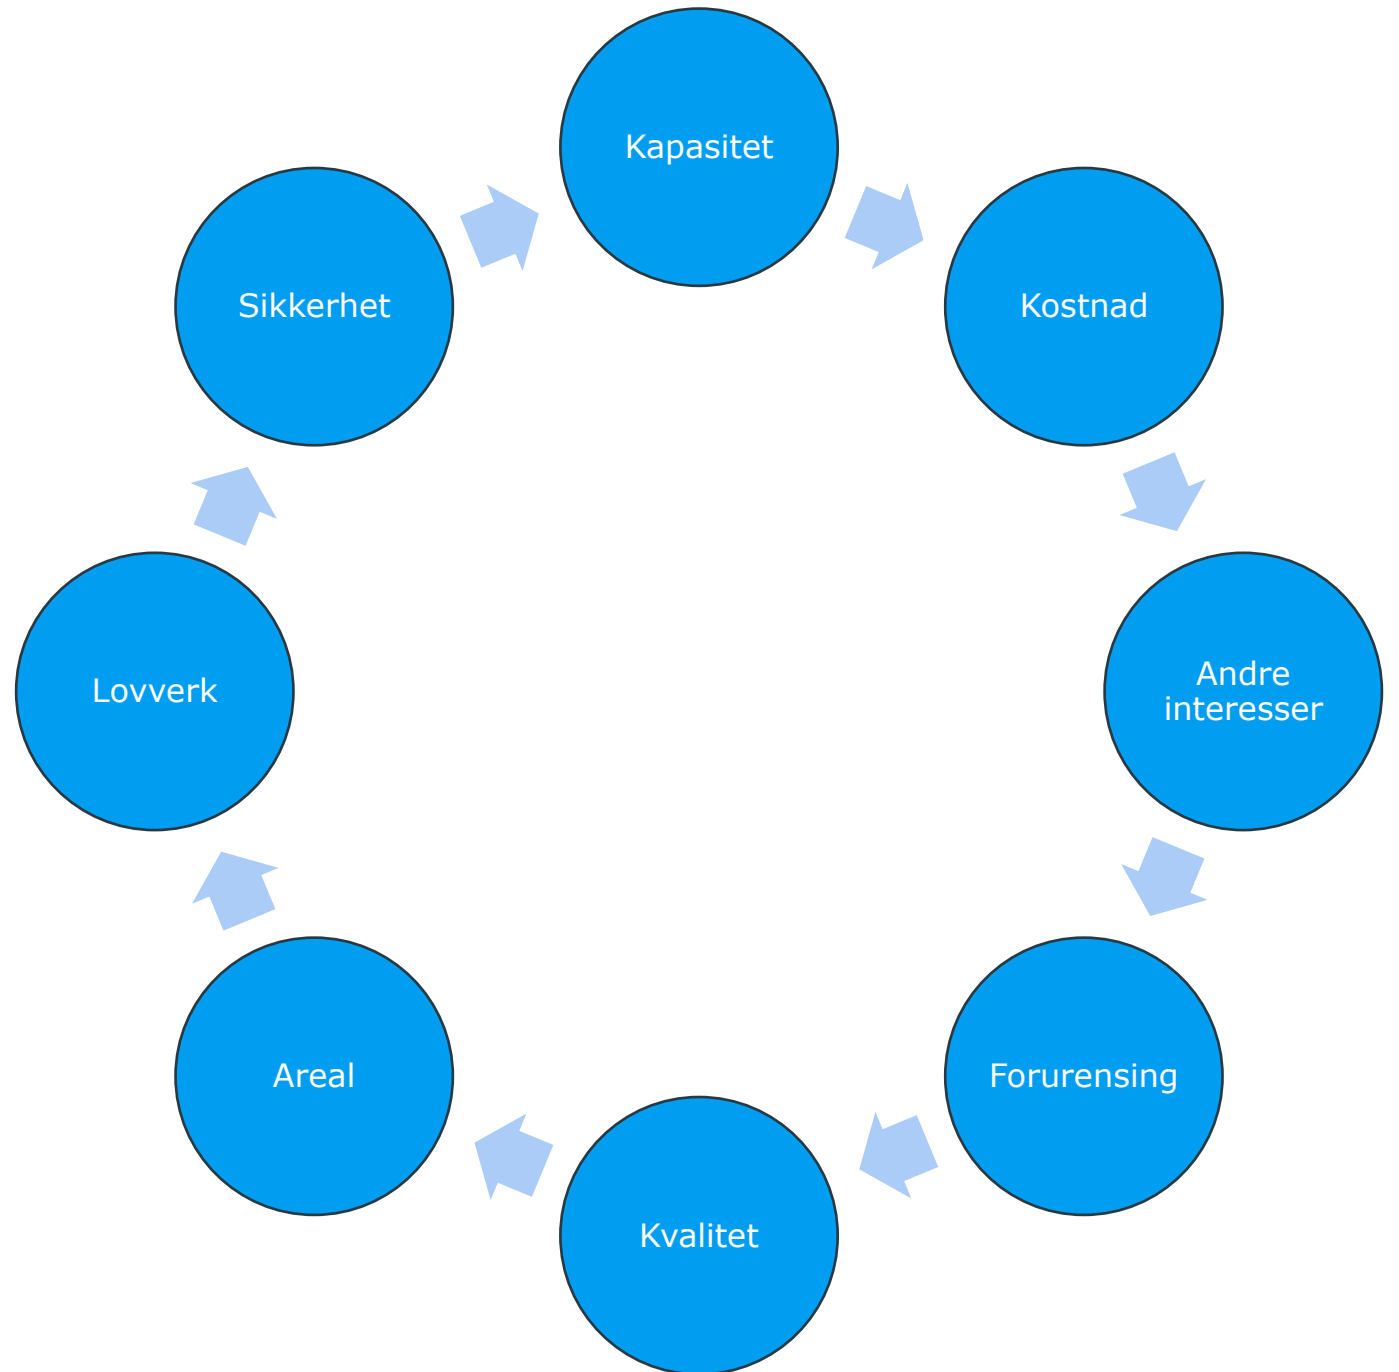 Kapasitet
Kostnad
Andre
interesser
Forurensing
Kvalitet
Areal
Lovverk
Sikkerhet